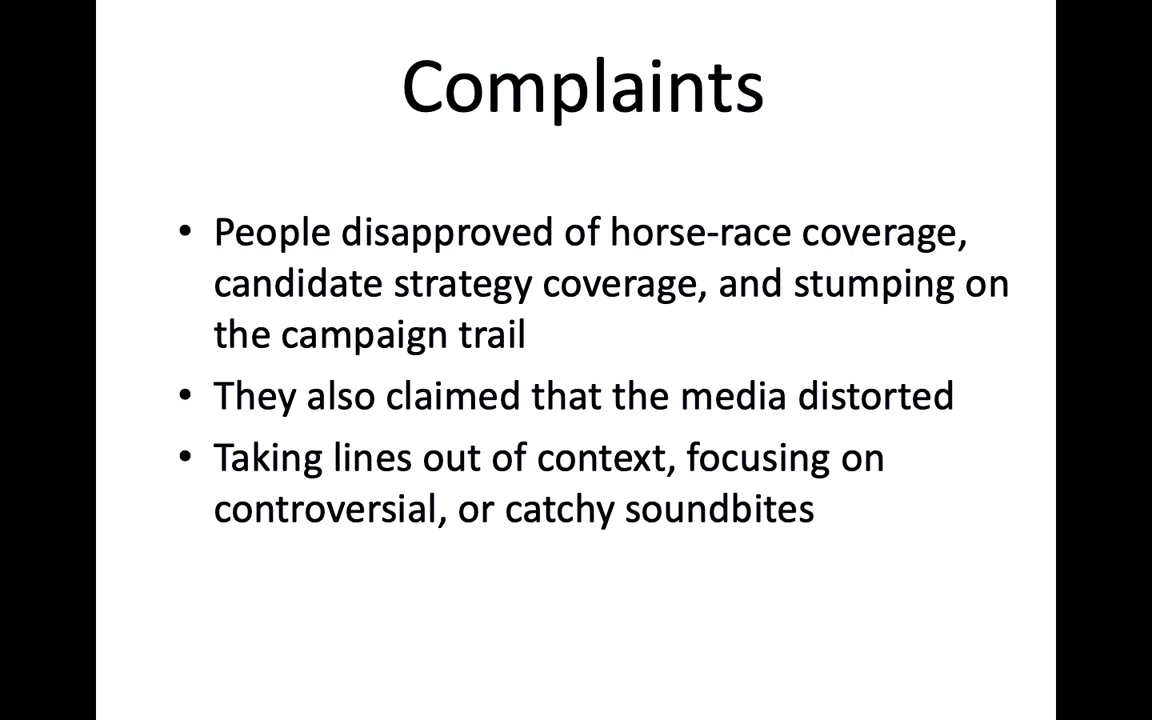 Complaints
• People disapproved of horse-race coverage,
candidate strategy coverage, and stumping on
the campaign trail
• They also claimed that the media distorted
• Taking lines out of context, focusing on
controversial, or catchy soundbites